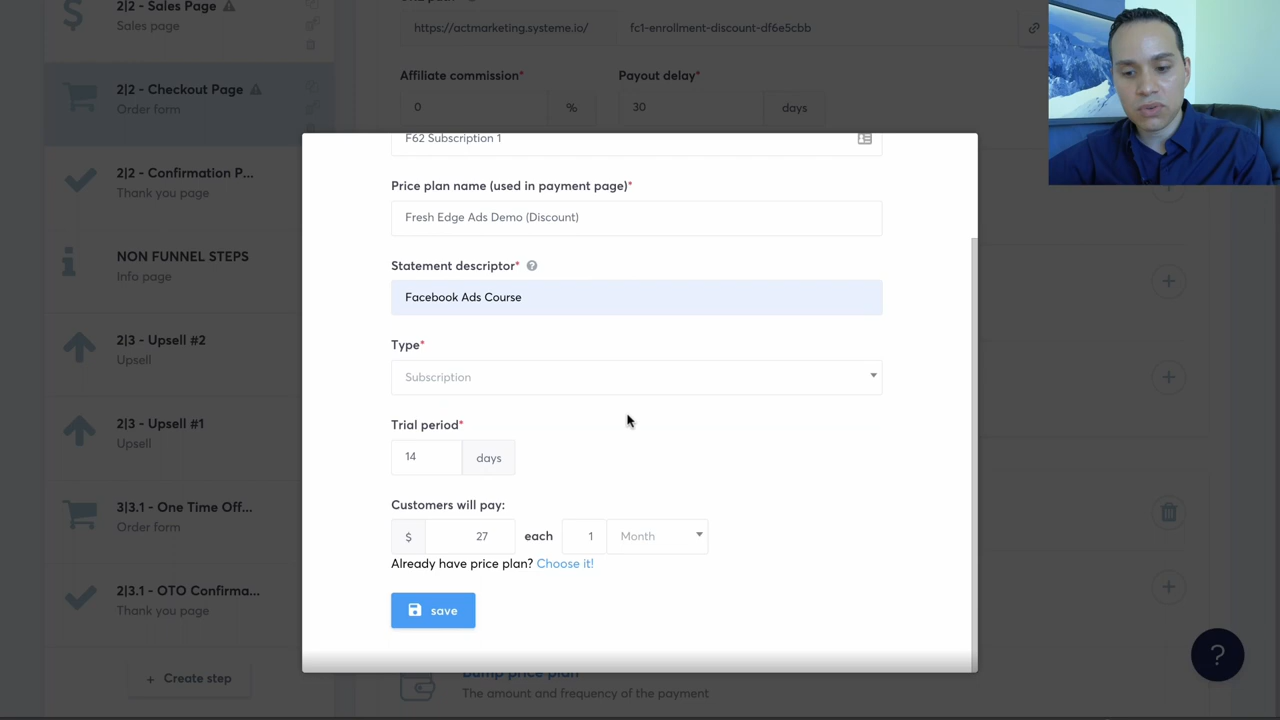 2|2 - Sales Page
Sales page
2|2 - Checkout Page
Order form
2|2 - Confirmation P...
Thank you page
NON FUNNEL STEPS
Info page
2|3 - Upsell #2
Upsell
2|3 - Upsell #1
Upsell
3|3.1 - One Time Off...
Order form
2|3.1 - OTO Confirma...
Thank you page
+ Create step
https://actmarketing.systeme.io/ fc1-enrollment-discount-df6e5cbb
Affiliate commission* Payout delay*
0 % 30 days
F62 Subscription 1
Price plan name (used in payment page)*
Fresh Edge Ads Demo (Discount)
Statement descriptor* ?
Facebook Ads Course
Type*
Subscription
Trial period*
14 days
Customers will pay:
$ 27 each 1 Month
Already have price plan? Choose it!
save
Bump price plan
The amount and frequency of the payment
?